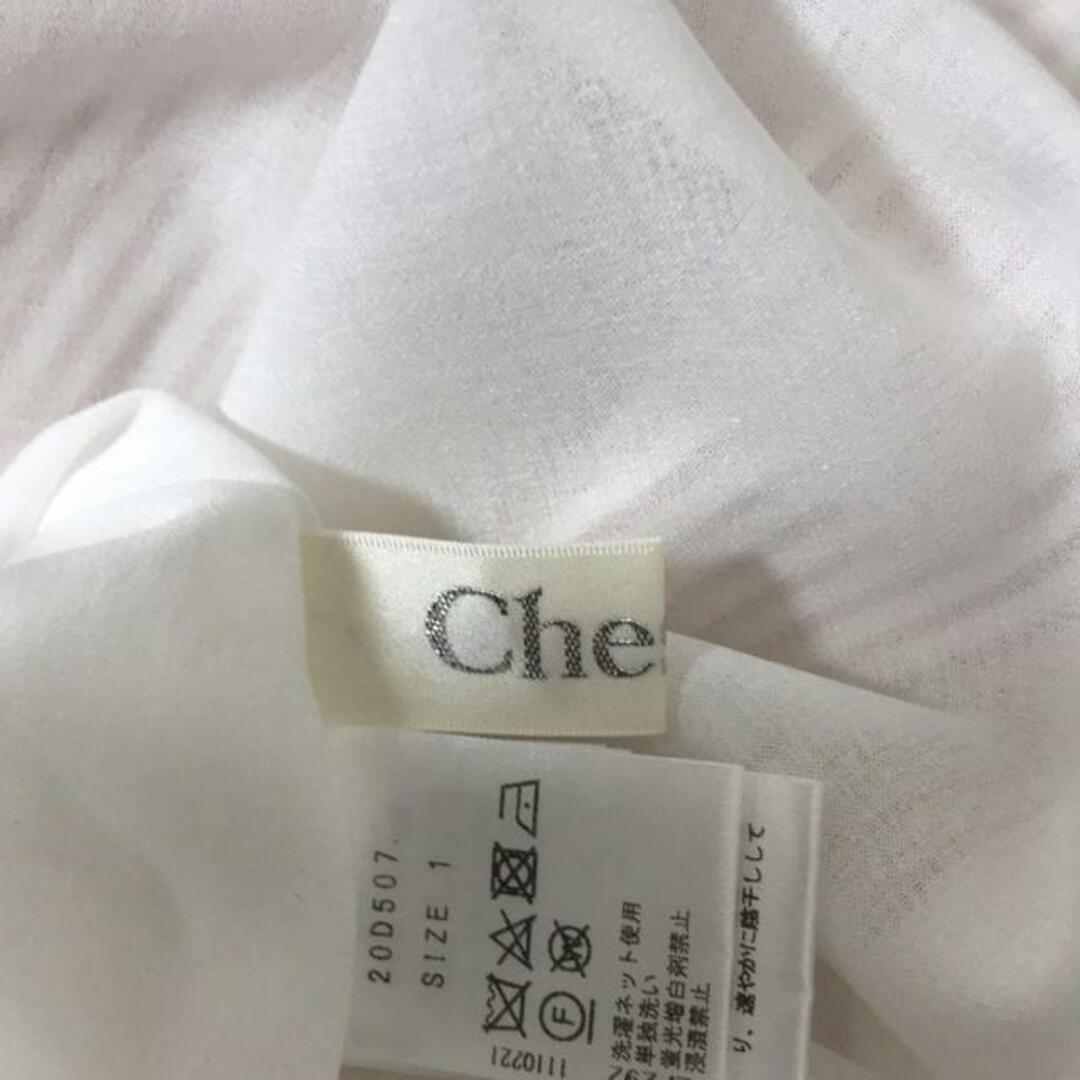 Che
20D507.
SIZE 1
F
W
1110221
洗濯ネット使用
単独洗い
蛍光増白剤禁止
浸漬禁止
り、速やかに陰干しして